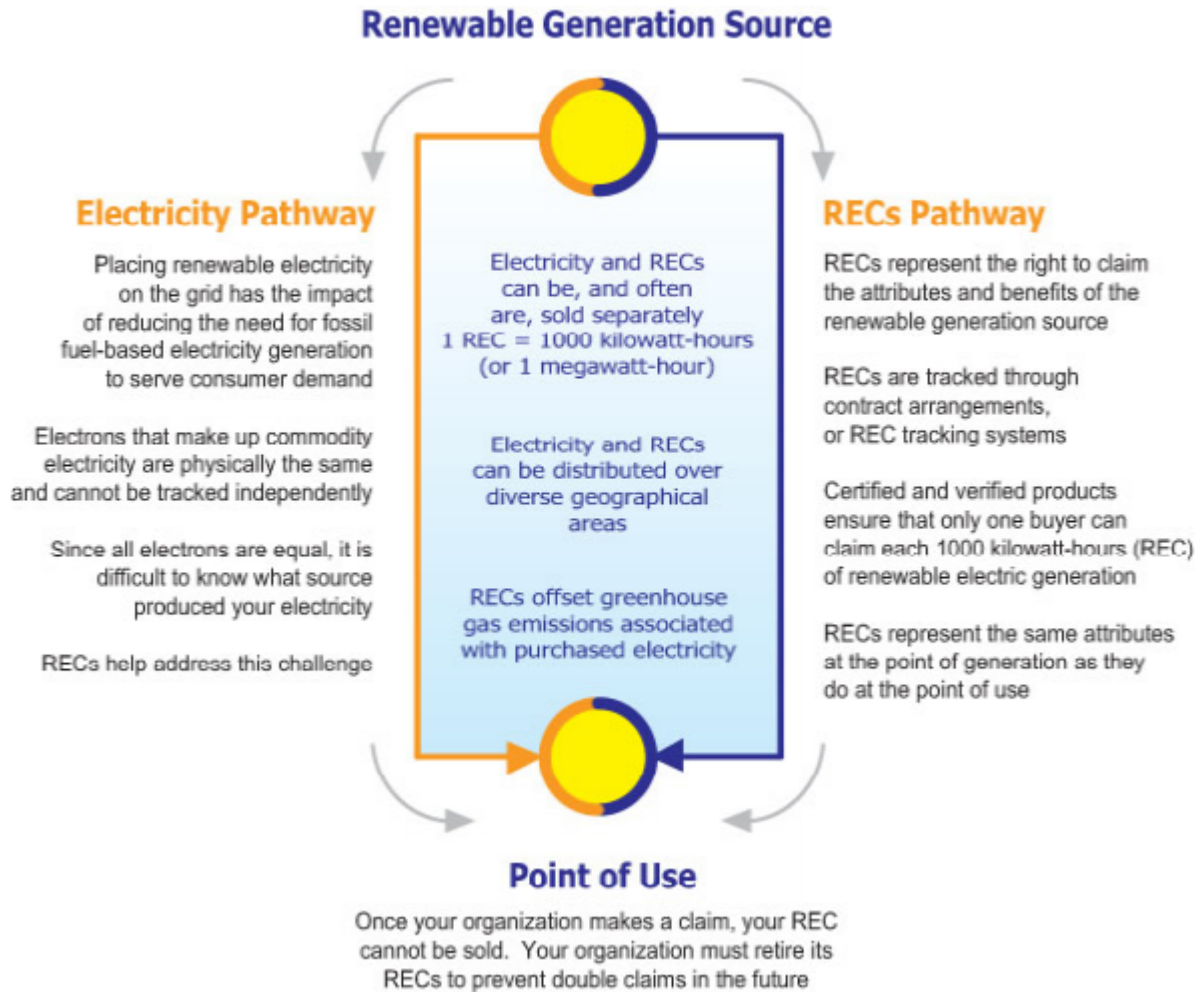 Renewable Generation Source
Electricity Pathway
Placing renewable electricity
on the grid has the impact
of reducing the need for fossil
fuel-based electricity generation
to serve consumer demand
Electrons that make up commodity
electricity are physically the same
and cannot be tracked independently
Since all electrons are equal, it is
difficult to know what source
produced your electricity
RECs help address this challenge
Electricity and RECs
can be, and often
are, sold separately
1 REC = 1000 kilowatt-hours
(or 1 megawatt-hour)
Electricity and RECs
can be distributed over
diverse geographical
areas
RECs offset greenhouse
gas emissions associated
with purchased electricity
RECs Pathway
RECs represent the right to claim
the attributes and benefits of the
renewable generation source
RECs are tracked through
contract arrangements,
or REC tracking systems
Certified and verified products
ensure that only one buyer can
claim each 1000 kilowatt-hours (REC)
of renewable electric generation
RECs represent the same attributes
at the point of generation as they
do at the point of use
Point of Use
Once your organization makes a claim, your REC
cannot be sold.  Your organization must retire its
RECs to prevent double claims in the future